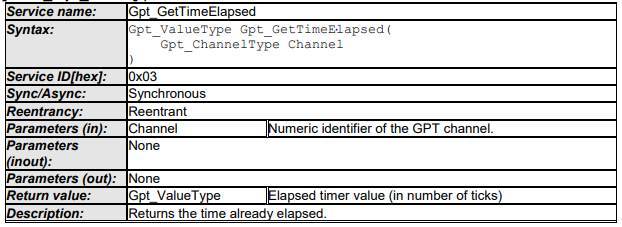 Service name: Gpt_GetTimeElapsed
Syntax: Gpt_ValueType Gpt_GetTimeElapsed(
Gpt_ChannelType Channel
)
Service ID[hex]: 0x03
Sync/Async: Synchronous
Reentrancy: Reentrant
Parameters (in): Channel Numeric identifier of the GPT channel.
Parameters None
(inout):
Parameters (out): None
Return value: Gpt_ValueType Elapsed timer value (in number of ticks)
Description: Returns the time already elapsed.